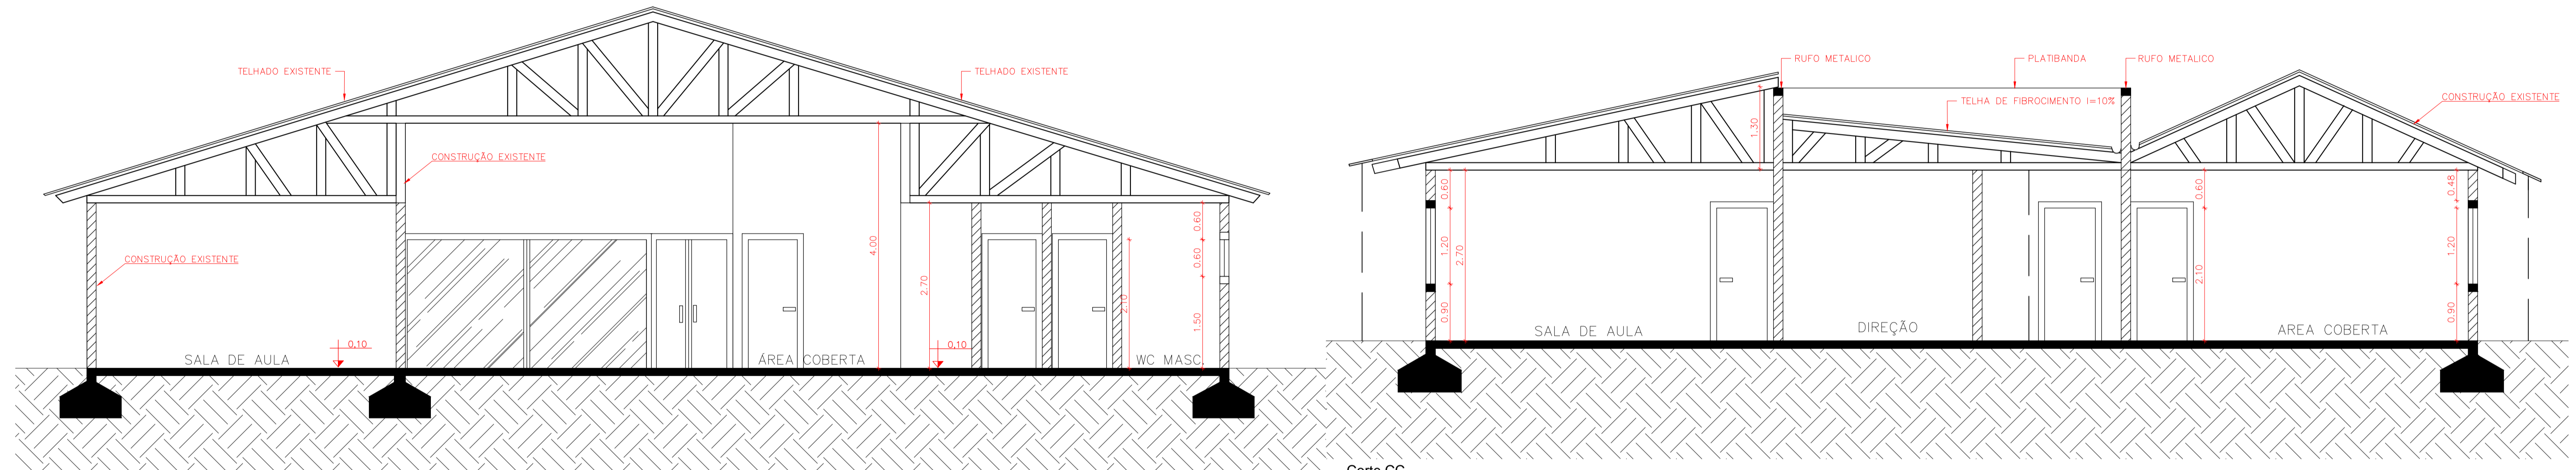 TELHADO EXISTENTE
TELHADO EXISTENTE
CONSTRUÇÃO EXISTENTE
CONSTRUÇÃO EXISTENTE
4.00
2.70
2.10
0.60
0.60
1.50
0,10
0,10
SALA DE AULA
ÁREA COBERTA
WC MASC.
RUFO METALICO
PLATIBANDA
RUFO METALICO
TELHA DE FIBROCIMENTO I=10%
CONSTRUÇÃO EXISTENTE
1.30
0.60
1.20
2.70
0.90
0.60
2.10
0.48
1.20
0.90
SALA DE AULA
DIREÇÃO
AREA COBERTA